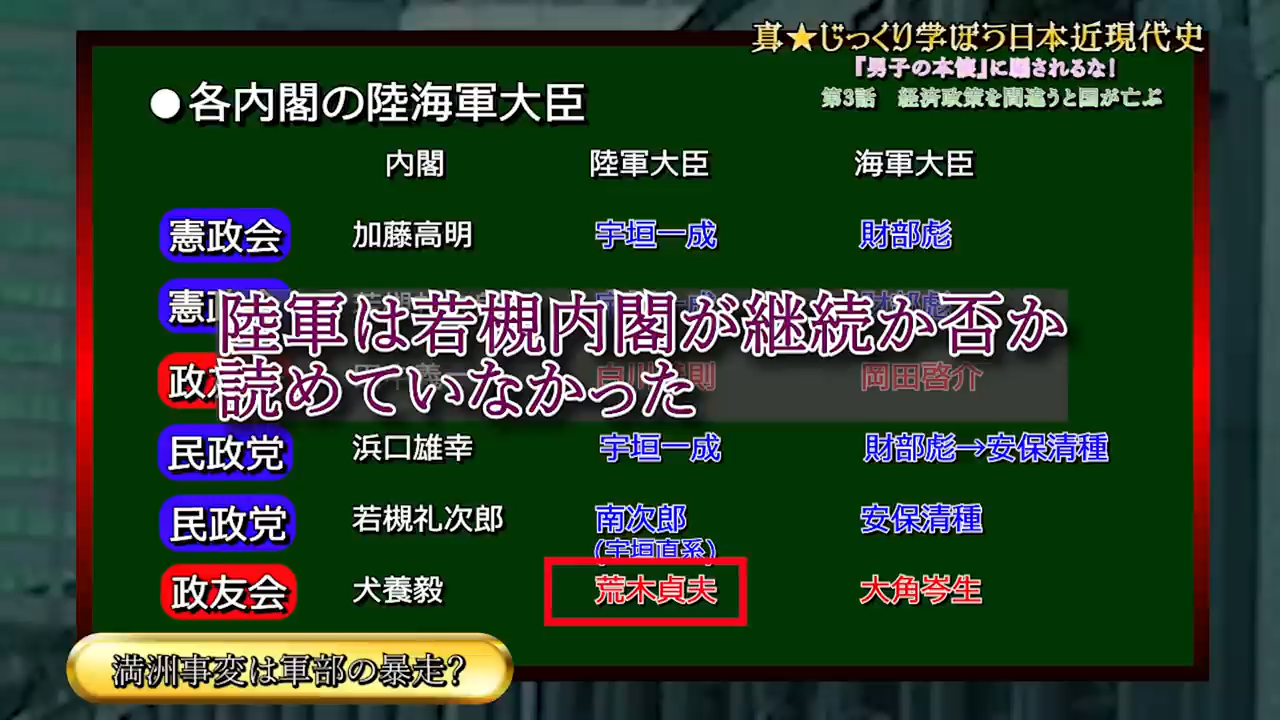 真★じっくり学ぼう日本近現代史
『男子の本懐』に騙されるな!
第3話 経済政策を間違うと国が亡ぶ
●各内閣の陸海軍大臣
内閣 陸軍大臣 海軍大臣
憲政会 加藤高明 宇垣一成 財部彪
陸軍は若槻内閣が継続か否か
読めていなかった
岡田啓介
民政党 浜口雄幸 宇垣一成 財部彪→安保清種
民政党 若槻礼次郎 南次郎 安保清種
(宇垣直系)
政友会 犬養毅 荒木貞夫 大角岑生
満洲事変は軍部の暴走?